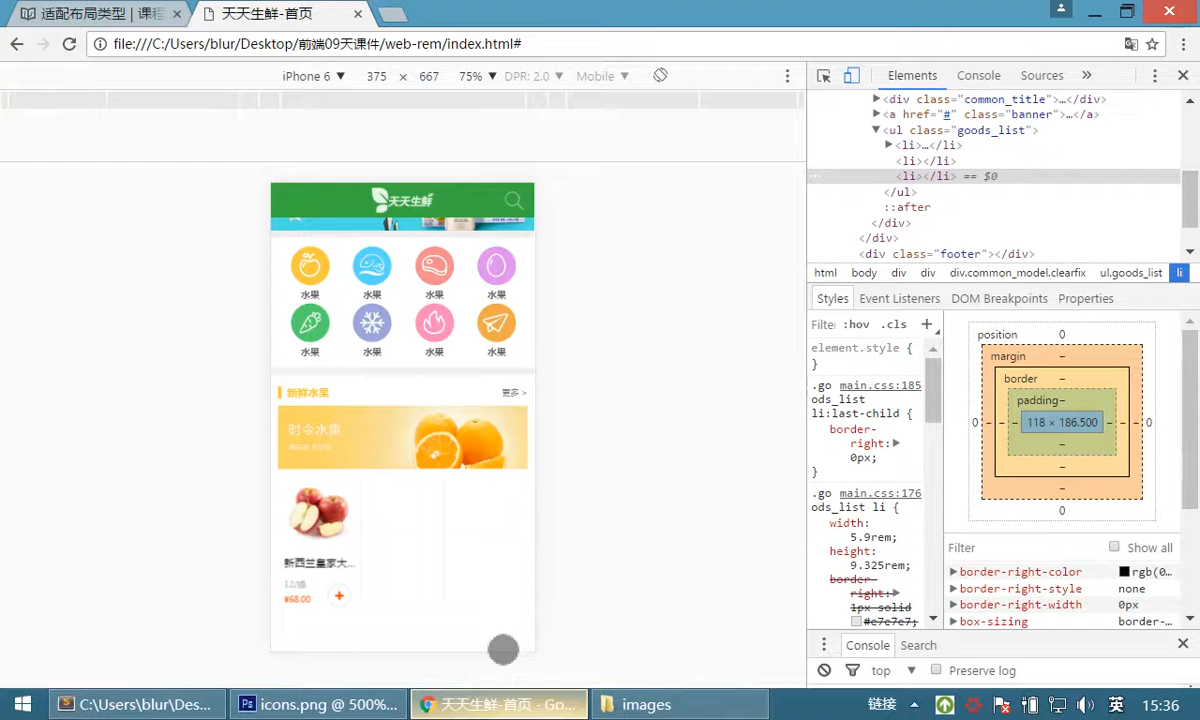 适配布局类型 | 课程
天天生鲜-首页
file:///C:/Users/blur/Desktop/前端09天课件/web-rem/index.html#
iPhone 6 ▼ 375 × 667 75% ▼ DPR: 2.0 ▼ Mobile ▼
Elements Console Sources »
<div class="common_title">…</div>
<a href="#" class="banner">…</a>
<ul class="goods_list">
<li>…</li>
<li></li>
<li></li> == $0
</ul>
::after
</div>
</div>
<div class="footer"></div>
html body div div div.common_model.clearfix ul.goods_list li
Styles Event Listeners DOM Breakpoints Properties
Filter :hov .cls +
element.style {
}
.go main.css:185
ods_list
li:last-child {
border-
right:
0px;
}
.go main.css:176
ods_list li {
width:
5.9rem;
height:
9.325rem;
border-
right:
1px solid
#e7e7e7;
position 0
margin –
border –
padding –
0 – – – 118 × 186.500 – – – 0
–
–
–
0
Filter Show all
border-right-color rgb(0…
border-right-style none
border-right-width 0px
box-sizing border-…
Console Search
top ▼ Preserve log
天天生鲜
水果 水果 水果 水果
水果 水果 水果 水果
新鲜水果 更多 >
时令水果
新西兰皇家大...
¥68.00
+
C:\Users\blur\Des...
icons.png @ 500%...
天天生鲜-首页 - Go...
images
链接
英
15:36